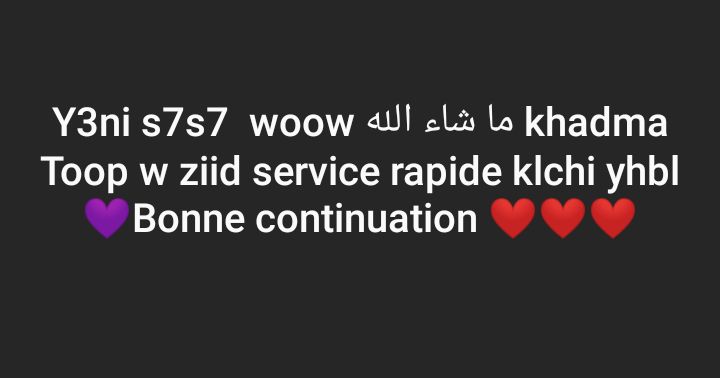 Y3ni s7s7 woow ما شاء الله khadma
Toop w ziid service rapide klchi yhbl
💜Bonne continuation ❤️❤️❤️